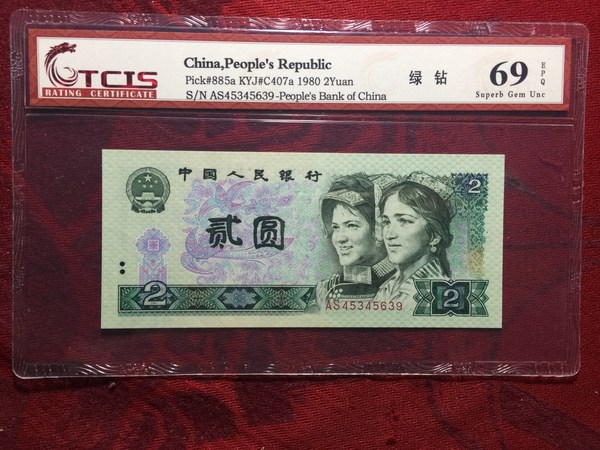 TCIS
RATING CERTIFICATE
China,People's Republic
Pick#885a KYJ#C407a 1980 2Yuan
S/N AS45345639-People's Bank of China
绿 钻
69
EPQ
Superb Gem Unc
中国人民银行
2
贰圆
AS45345639
2
2